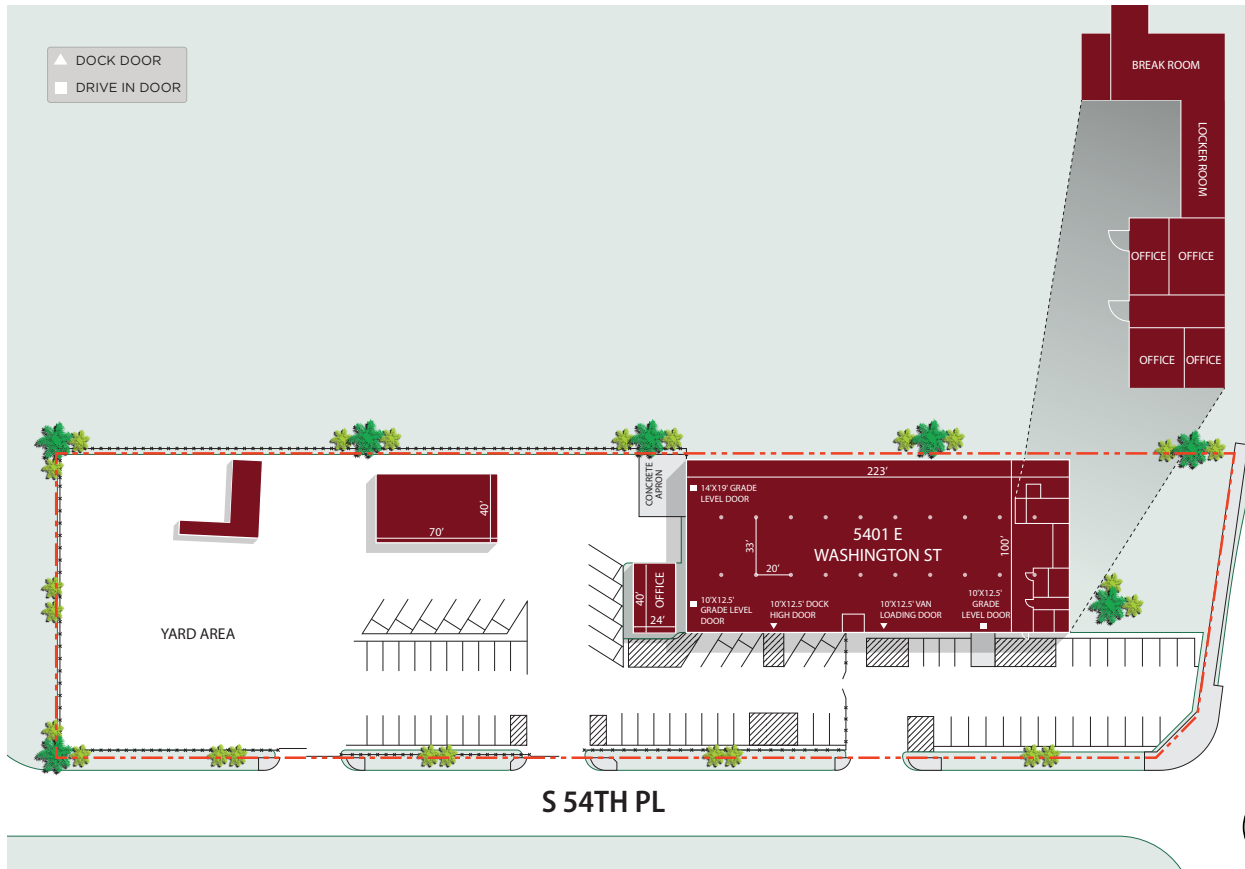 DOCK DOOR
DRIVE IN DOOR
BREAK ROOM
LOCKER ROOM
OFFICE
OFFICE
OFFICE
OFFICE
CONCRETE
APRON
223'
14'X19' GRADE
LEVEL DOOR
40'
70'
5401 E
WASHINGTON ST
33'
20'
100'
40'
OFFICE
24'
10'X12.5'
GRADE LEVEL
DOOR
10'X12.5' DOCK
HIGH DOOR
10'X12.5' VAN
LOADING DOOR
10'X12.5'
GRADE
LEVEL DOOR
YARD AREA
S 54TH PL